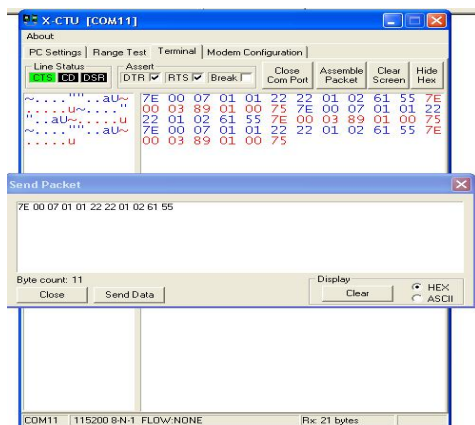 X-CTU [COM11]
About
PC Settings Range Test Terminal Modem Configuration
Line Status Assert
CTS CD DSR DTR RTS Break Close Com Port Assemble Packet Clear Screen Hide Hex
~....""..aU~ 7E 00 07 01 01 22 22 01 02 61 55 7E
.....u~...." 00 03 89 01 00 75 7E 00 07 01 01 22
"..aU~.....u 22 01 02 61 55 7E 00 03 89 01 00 75
~....""..aU~ 7E 00 07 01 01 22 22 01 02 61 55 7E
.....u 00 03 89 01 00 75
Send Packet
7E 00 07 01 01 22 22 01 02 61 55
Byte count: 11 Display
Close Send Data Clear HEX
ASCII
COM11 115200 8-N-1 FLOW:NONE Rx: 21 bytes